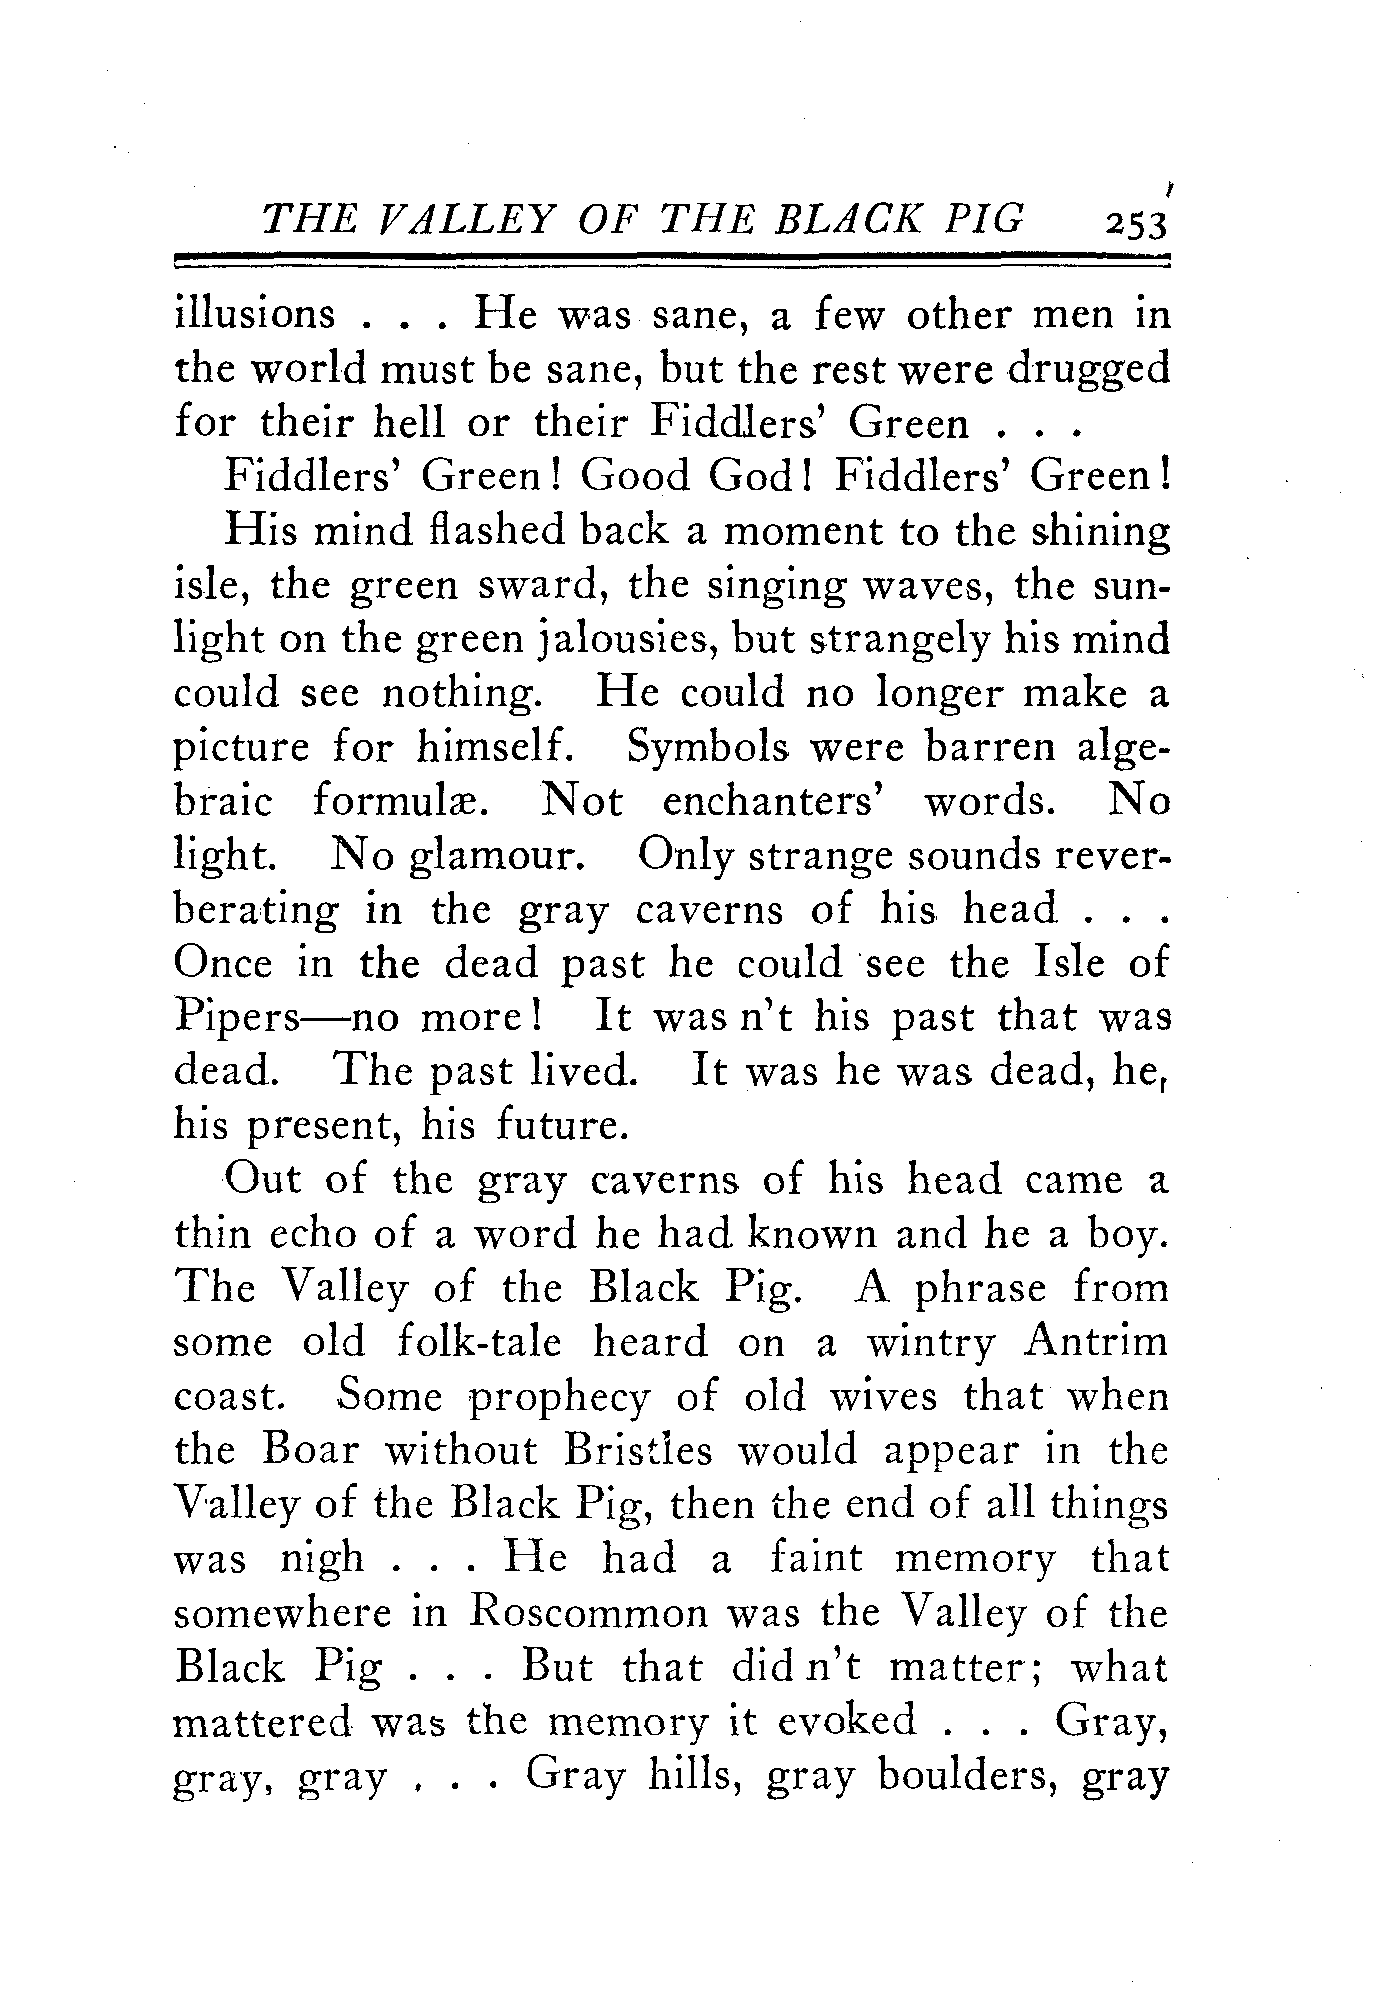 THE VALLEY OF THE BLACK PIG 253
illusions . . . He was sane, a few other men in
the world must be sane, but the rest were drugged
for their hell or their Fiddlers' Green . . .
Fiddlers' Green! Good God! Fiddlers' Green!
His mind flashed back a moment to the shining
isle, the green sward, the singing waves, the sun-
light on the green jalousies, but strangely his mind
could see nothing. He could no longer make a
picture for himself. Symbols were barren alge-
braic formulæ. Not enchanters' words. No
light. No glamour. Only strange sounds rever-
berating in the gray caverns of his head . . .
Once in the dead past he could see the Isle of
Pipers—no more! It was n't his past that was
dead. The past lived. It was he was dead, he,
his present, his future.
Out of the gray caverns of his head came a
thin echo of a word he had known and he a boy.
The Valley of the Black Pig. A phrase from
some old folk-tale heard on a wintry Antrim
coast. Some prophecy of old wives that when
the Boar without Bristles would appear in the
Valley of the Black Pig, then the end of all things
was nigh . . . He had a faint memory that
somewhere in Roscommon was the Valley of the
Black Pig . . . But that did n't matter; what
mattered was the memory it evoked . . . Gray,
gray, gray . . . Gray hills, gray boulders, gray